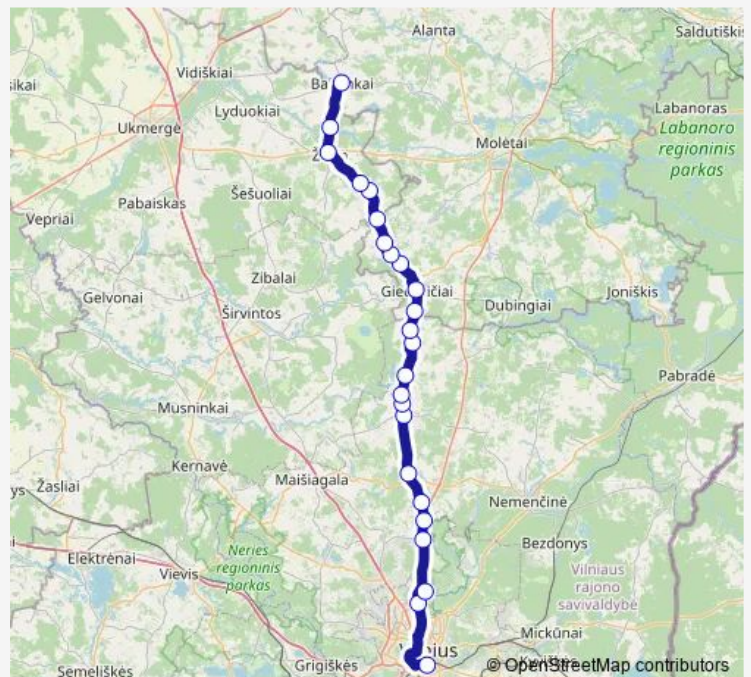 Alanta
Saldutiškis
Vidiškiai
Lyduokiai
Labanoras
Ukmergė
Labanoro
regioninis
parkas
Molėtai
Šešuoliai
Pabaiskas
Vepriai
Zibalai
Gelvonai
Joniškis
Dubingiai
Širvintos
Pabradė
Musninkai
Kernavė
Maišiagala
Žasliai
Nemenčinė
Elektrėnai
Vievis
Neries
regioninis
parkas
Bezdonys
Vilniaus
rajono
savivaldybė
Mickūnai
Grigiškės
Semeliškės
© OpenStreetMap contributors